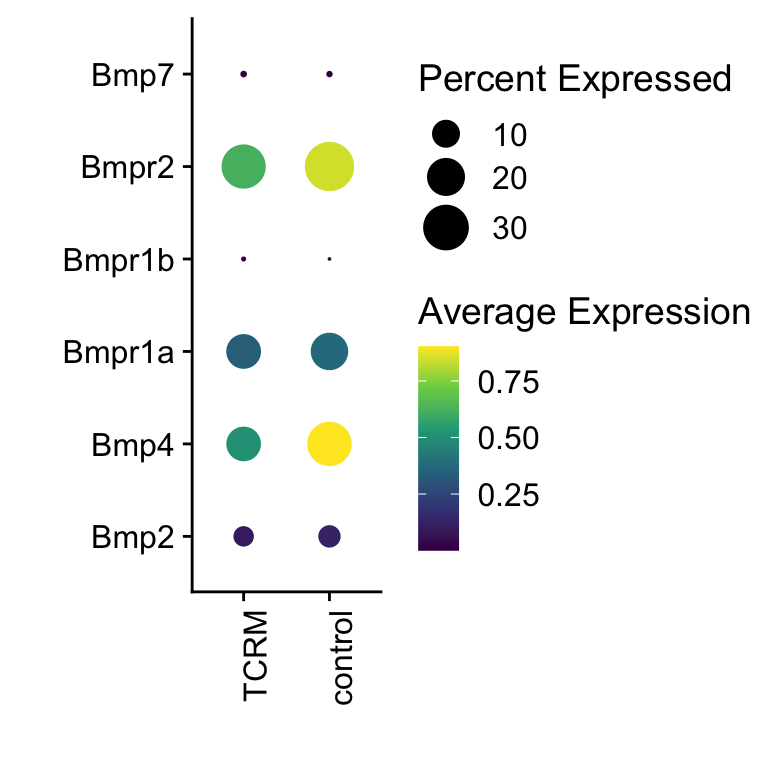 Bmp7
Bmpr2
Bmpr1b
Bmpr1a
Bmp4
Bmp2
TCRM
control
Percent Expressed
10
20
30
Average Expression
0.75
0.50
0.25